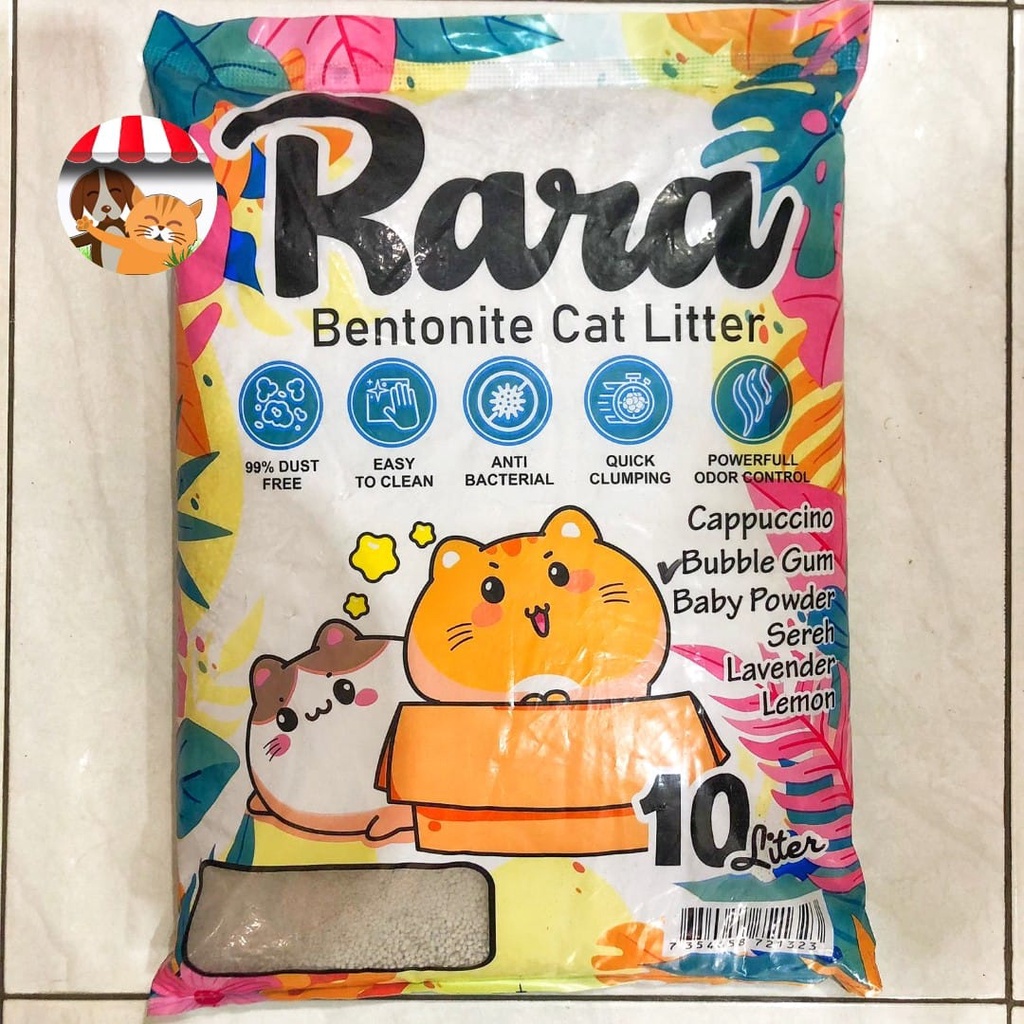 Rara
Bentonite Cat Litter
99% DUST
FREE
EASY
TO CLEAN
ANTI
BACTERIAL
QUICK
CLUMPING
POWERFULL
ODOR CONTROL
Cappuccino
Bubble Gum
Baby Powder
Sereh
Lavender
Lemon
10 Liter